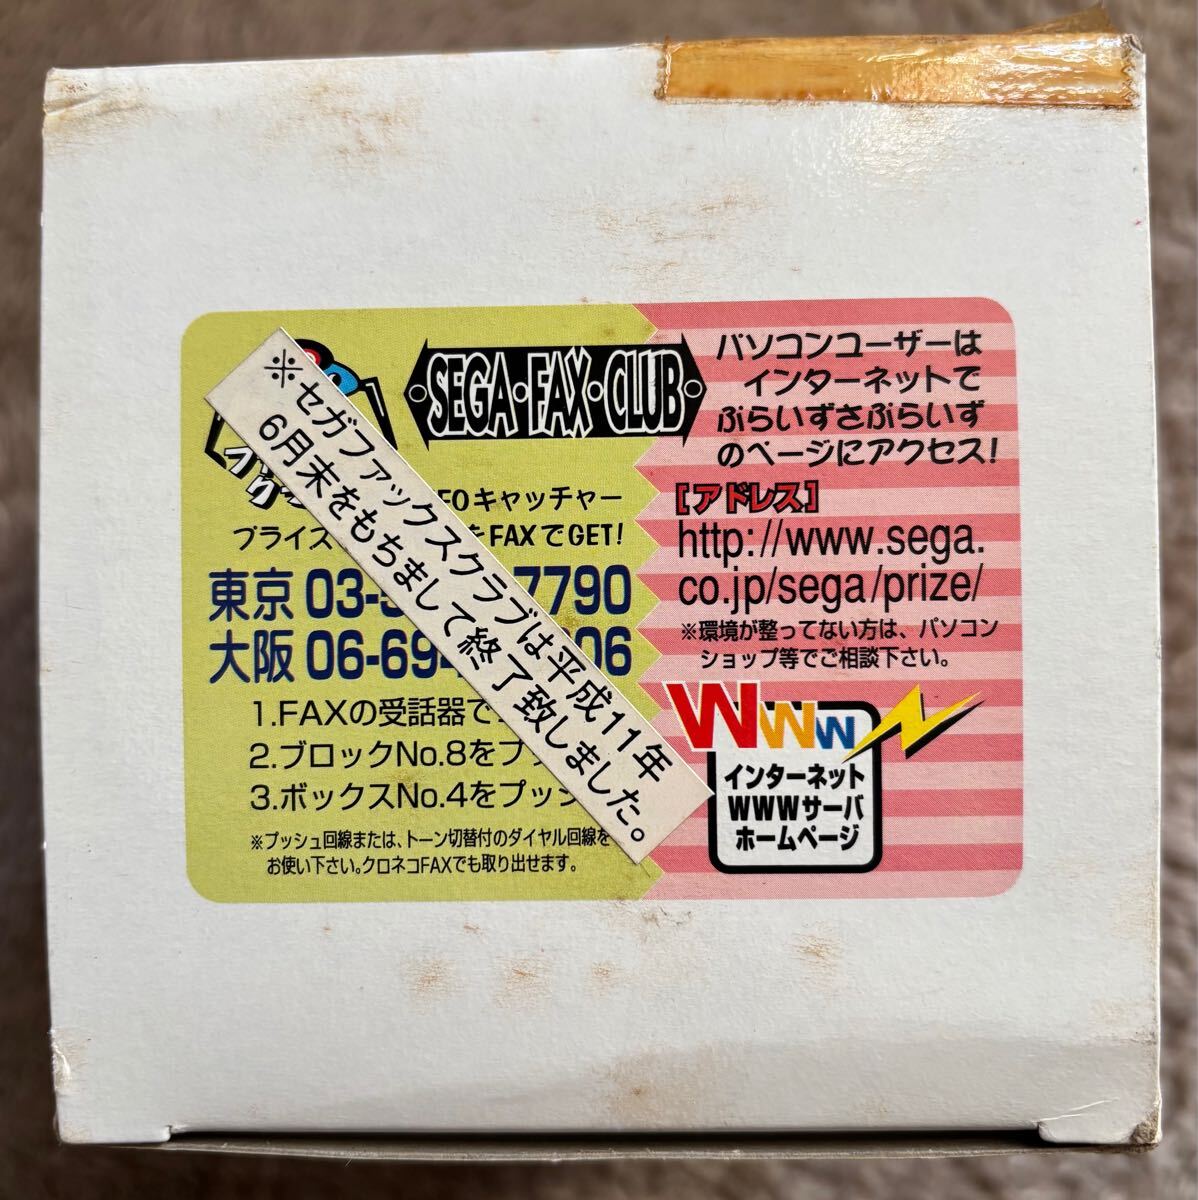 SEGA・FAX・CLUB
※セガファックスクラブは平成11年
6月末をもちまして終了致しました。
FOキャッチャー
プライズ
をFAXでGET!
東京 03-
7790
大阪 06-694
06
1.FAXの受話器で
2.ブロックNo.8をプッ
3.ボックスNo.4をプッシ
※プッシュ回線または、トーン切替付のダイヤル回線を
お使い下さい。クロネコFAXでも取り出せます。
パソコンユーザーは
インターネットで
ぷらいずさぷらいず
のページにアクセス!
【アドレス】
http://www.sega.
co.jp/sega/prize/
※環境が整ってない方は、パソコン
ショップ等でご相談下さい。
WWW
インターネット
WWWサーバ
ホームページ